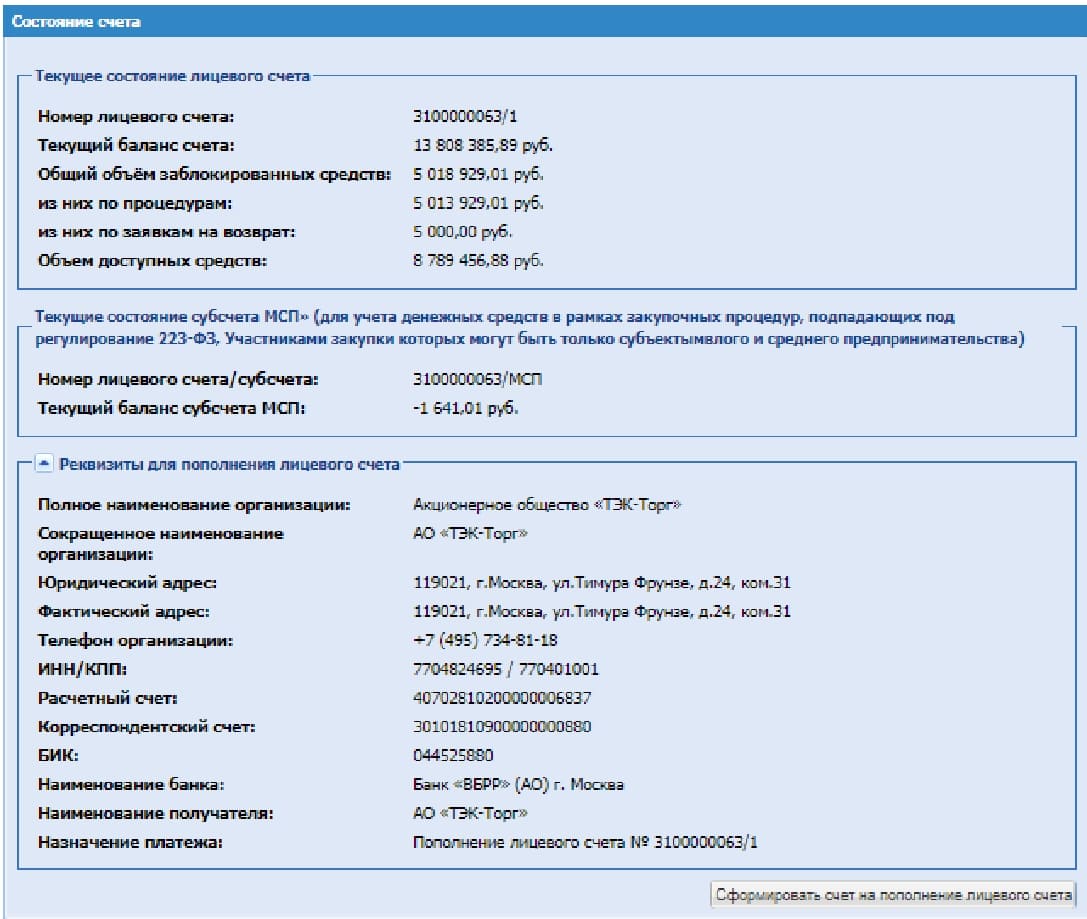 Состояние счета
Текущее состояние лицевого счета
Номер лицевого счета: 3100000063/1
Текущий баланс счета: 13 808 385,89 руб.
Общий объём заблокированных средств: 5 018 929,01 руб.
из них по процедурам: 5 013 929,01 руб.
из них по заявкам на возврат: 5 000,00 руб.
Объем доступных средств: 8 789 456,88 руб.
Текущие состояние субсчета МСП» (для учета денежных средств в рамках закупочных процедур, подпадающих под
регулирование 223-ФЗ, Участниками закупки которых могут быть только субъектымвлого и среднего предпринимательства)
Номер лицевого счета/субсчета: 3100000063/МСП
Текущий баланс субсчета МСП: -1 641,01 руб.
Реквизиты для пополнения лицевого счета
Полное наименование организации: Акционерное общество «ТЭК-Торг»
Сокращенное наименование АО «ТЭК-Торг»
организации:
Юридический адрес: 119021, г.Москва, ул.Тимура Фрунзе, д.24, ком.31
Фактический адрес: 119021, г.Москва, ул.Тимура Фрунзе, д.24, ком.31
Телефон организации: +7 (495) 734-81-18
ИНН/КПП: 7704824695 / 770401001
Расчетный счет: 40702810200000006837
Корреспондентский счет: 30101810900000000880
БИК: 044525880
Наименование банка: Банк «ВБРР» (АО) г. Москва
Наименование получателя: АО «ТЭК-Торг»
Назначение платежа: Пополнение лицевого счета № 3100000063/1
Сформировать счет на пополнение лицевого счета